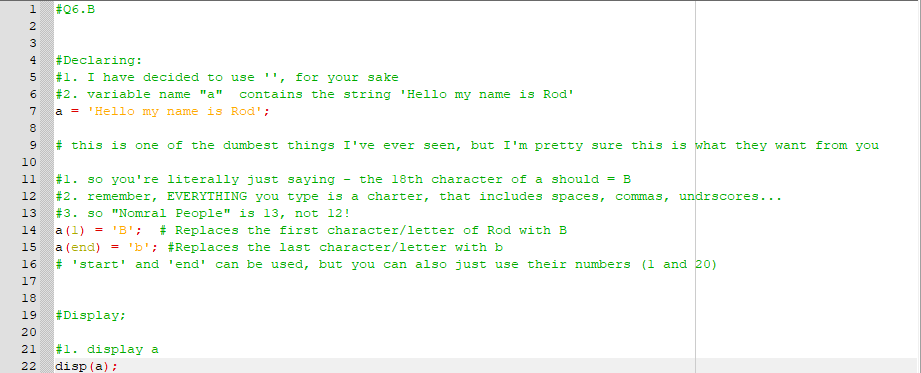 1 #Q6.B
2
3
4 #Declaring:
5 #1. I have decided to use '', for your sake
6 #2. variable name "a"  contains the string 'Hello my name is Rod'
7 a = 'Hello my name is Rod';
8
9 # this is one of the dumbest things I've ever seen, but I'm pretty sure this is what they want from you
10
11 #1. so you're literally just saying - the 18th character of a should = B
12 #2. remember, EVERYTHING you type is a charter, that includes spaces, commas, undrscores...
13 #3. so "Nomral People" is 13, not 12!
14 a(1) = 'B';  # Replaces the first character/letter of Rod with B
15 a(end) = 'b'; #Replaces the last character/letter with b
16 # 'start' and 'end' can be used, but you can also just use their numbers (1 and 20)
17
18
19 #Display;
20
21 #1. display a
22 disp(a);